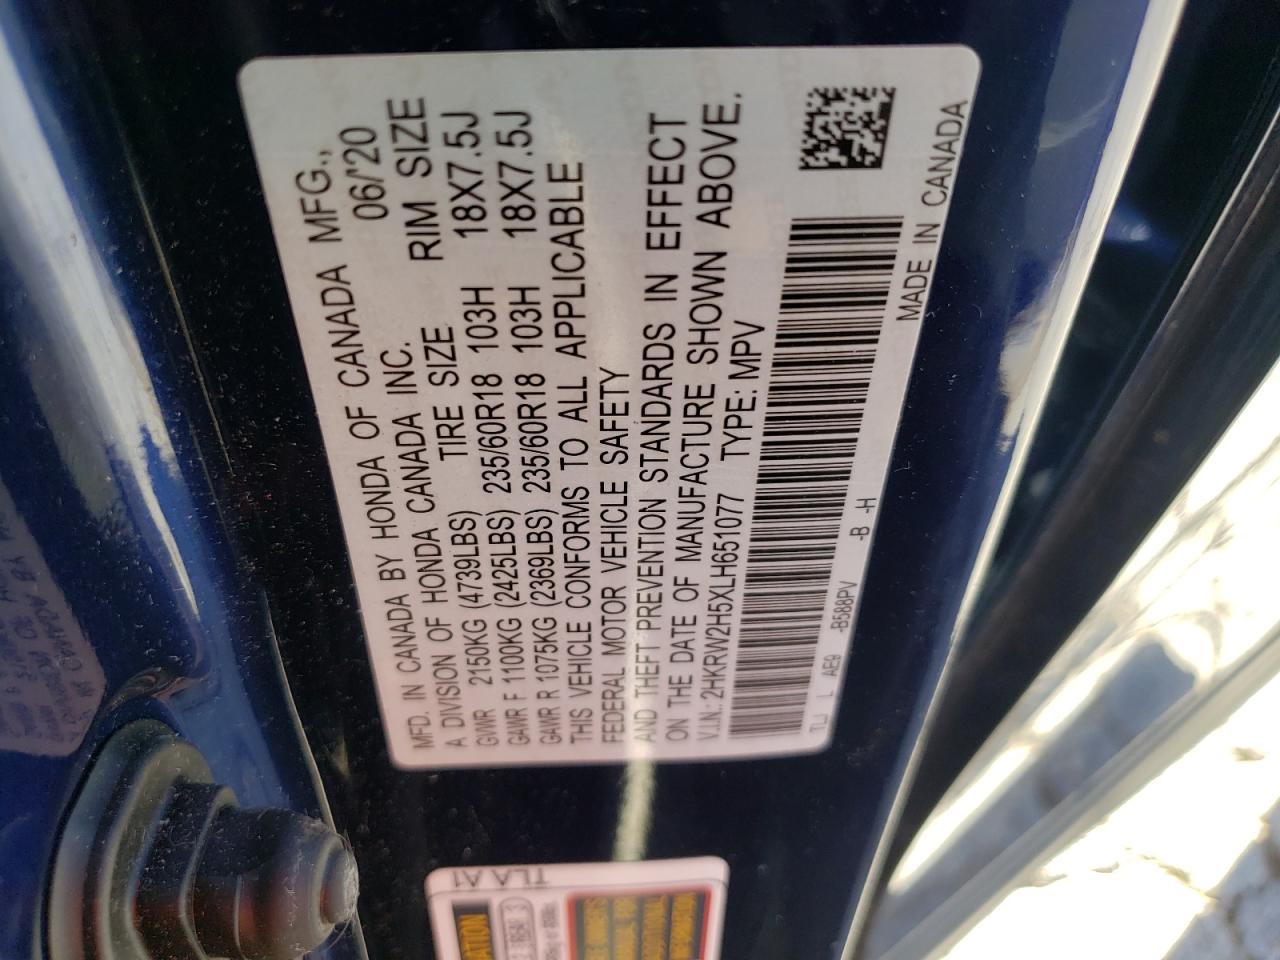 MFD. IN CANADA BY HONDA OF CANADA MFG.,
A DIVISION OF HONDA CANADA INC. 06/'20
TIRE SIZE RIM SIZE
GVWR 2150KG (4739LBS)
GAWR F 1100KG (2425LBS) 235/60R18 103H 18X7.5J
GAWR R 1075KG (2369LBS) 235/60R18 103H 18X7.5J
THIS VEHICLE CONFORMS TO ALL APPLICABLE
FEDERAL MOTOR VEHICLE SAFETY
AND THEFT PREVENTION STANDARDS IN EFFECT
ON THE DATE OF MANUFACTURE SHOWN ABOVE.
V.I.N.: 2HKRW2H5XLH651077 TYPE: MPV
TLJ L AE9 -B588PV -B -H
MADE IN CANADA
TLAA1